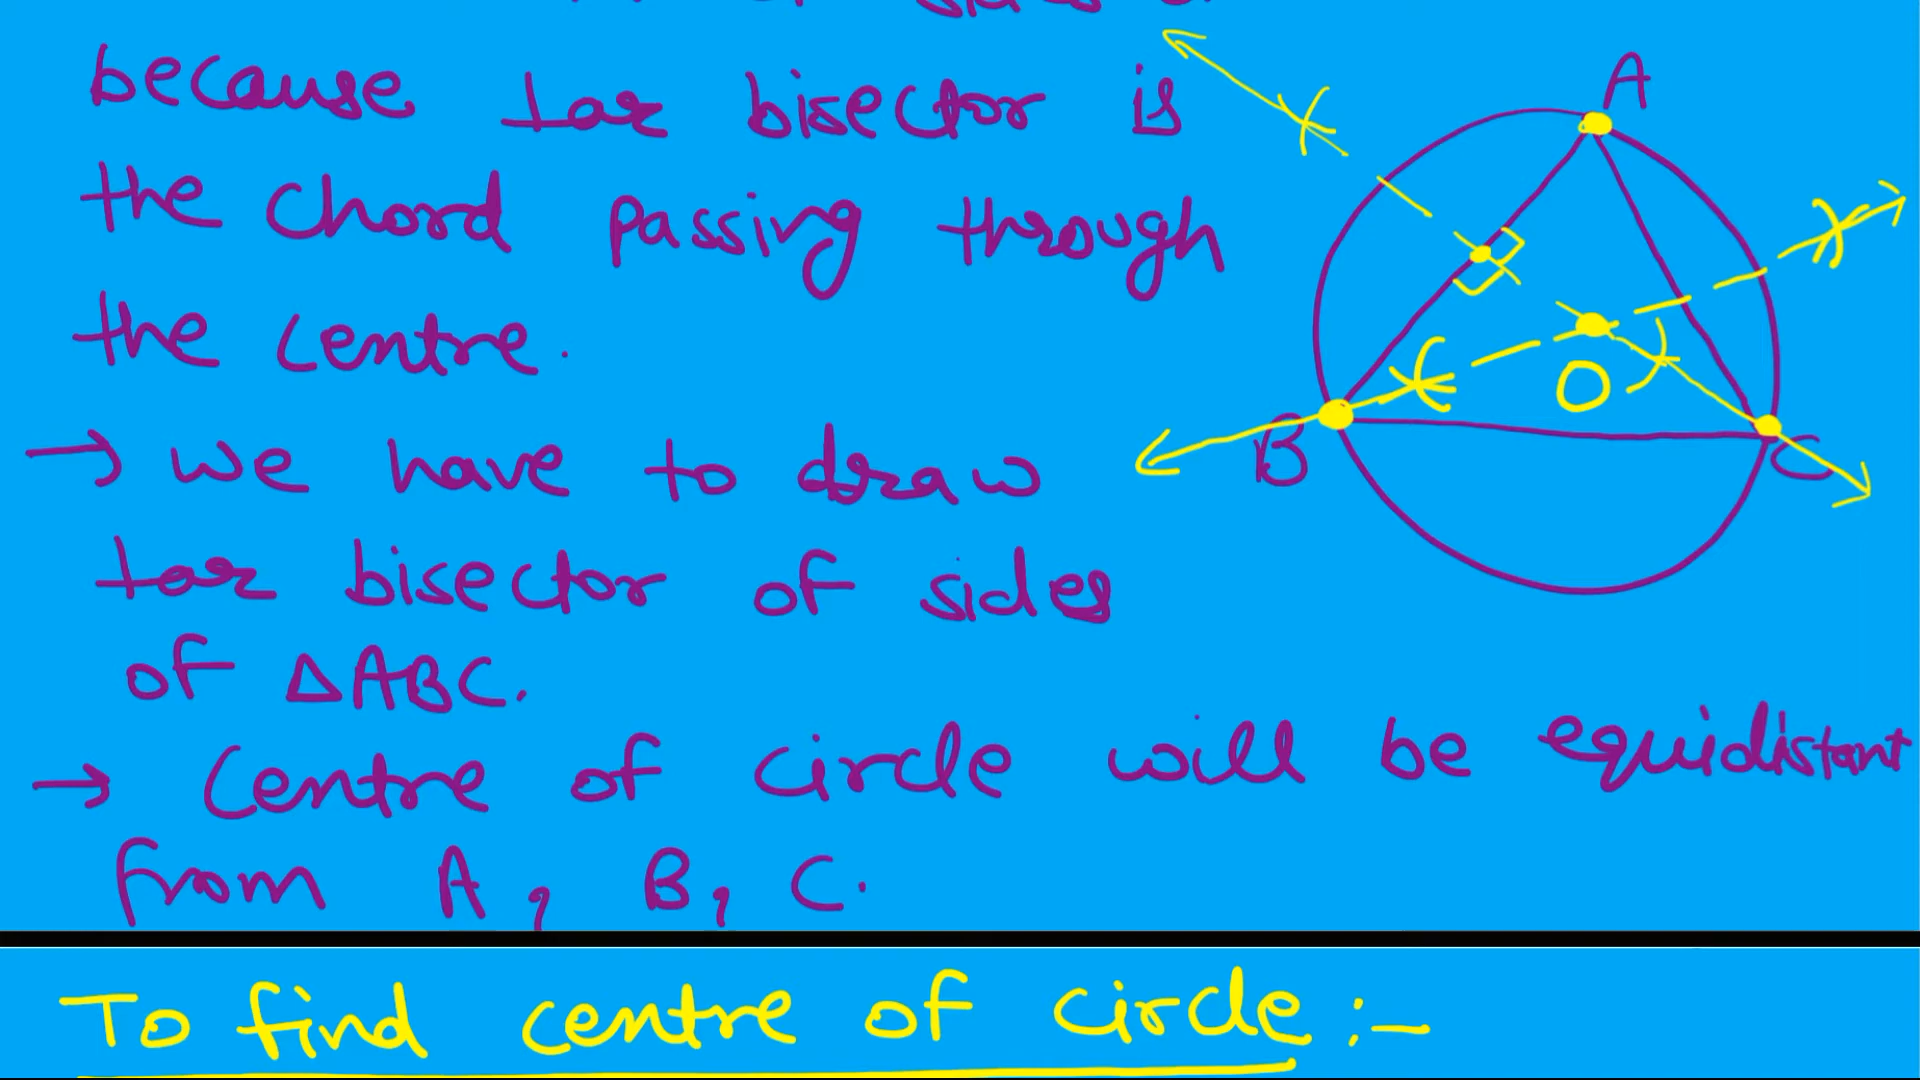 sides
because ⊥ar bisector is
the chord passing through
the centre.
→ we have to draw
⊥ar bisector of sides
of ΔABC.
→ Centre of circle will be equidistant
from A, B, C.
A
B
C
O
To find centre of circle :-